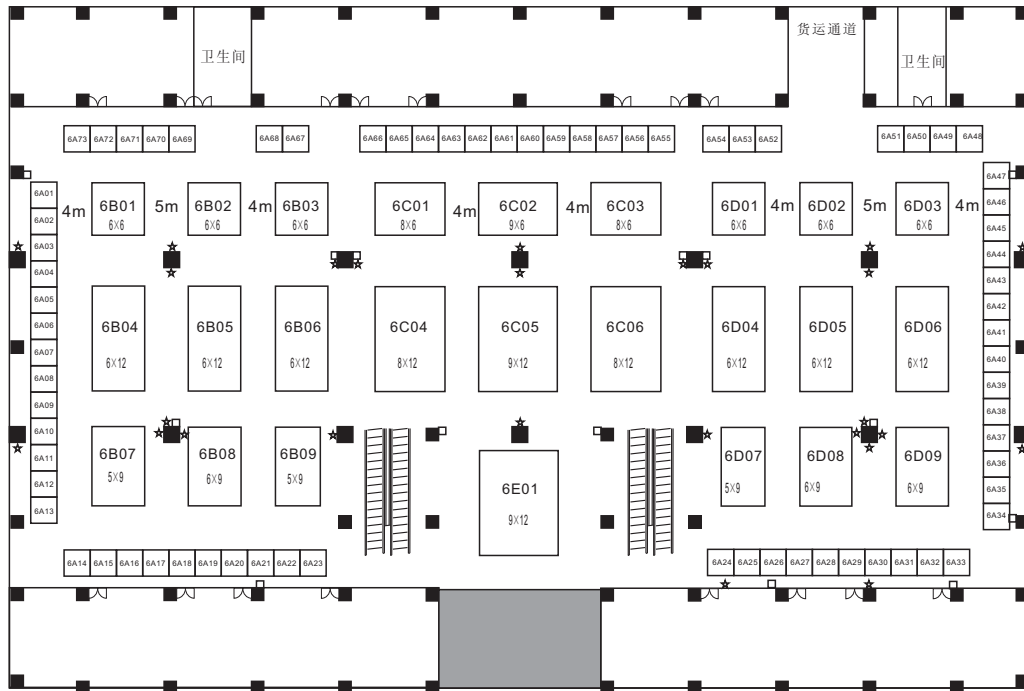 货运通道
卫生间
卫生间
6A73 6A72 6A71 6A70 6A69 6A68 6A67 6A66 6A65 6A64 6A63 6A62 6A61 6A60 6A59 6A58 6A57 6A56 6A55 6A54 6A53 6A52 6A51 6A50 6A49 6A48
6A01
6A02
6A03
6A04
6A05
6A06
6A07
6A08
6A09
6A10
6A11
6A12
6A13
4m 6B01 5m 6B02 4m 6B03 6C01 4m 6C02 4m 6C03 6D01 4m 6D02 5m 6D03 4m
6×6 6×6 6×6 8×6 9×6 8×6 6×6 6×6 6×6
6B04 6B05 6B06 6C04 6C05 6C06 6D04 6D05 6D06
6×12 6×12 6×12 8×12 9×12 8×12 6×12 6×12 6×12
6B07 6B08 6B09 6D07 6D08 6D09
5×9 6×9 5×9 5×9 6×9 6×9
6E01
9×12
6A47
6A46
6A45
6A44
6A43
6A42
6A41
6A40
6A39
6A38
6A37
6A36
6A35
6A34
6A14 6A15 6A16 6A17 6A18 6A19 6A20 6A21 6A22 6A23 6A24 6A25 6A26 6A27 6A28 6A29 6A30 6A31 6A32 6A33